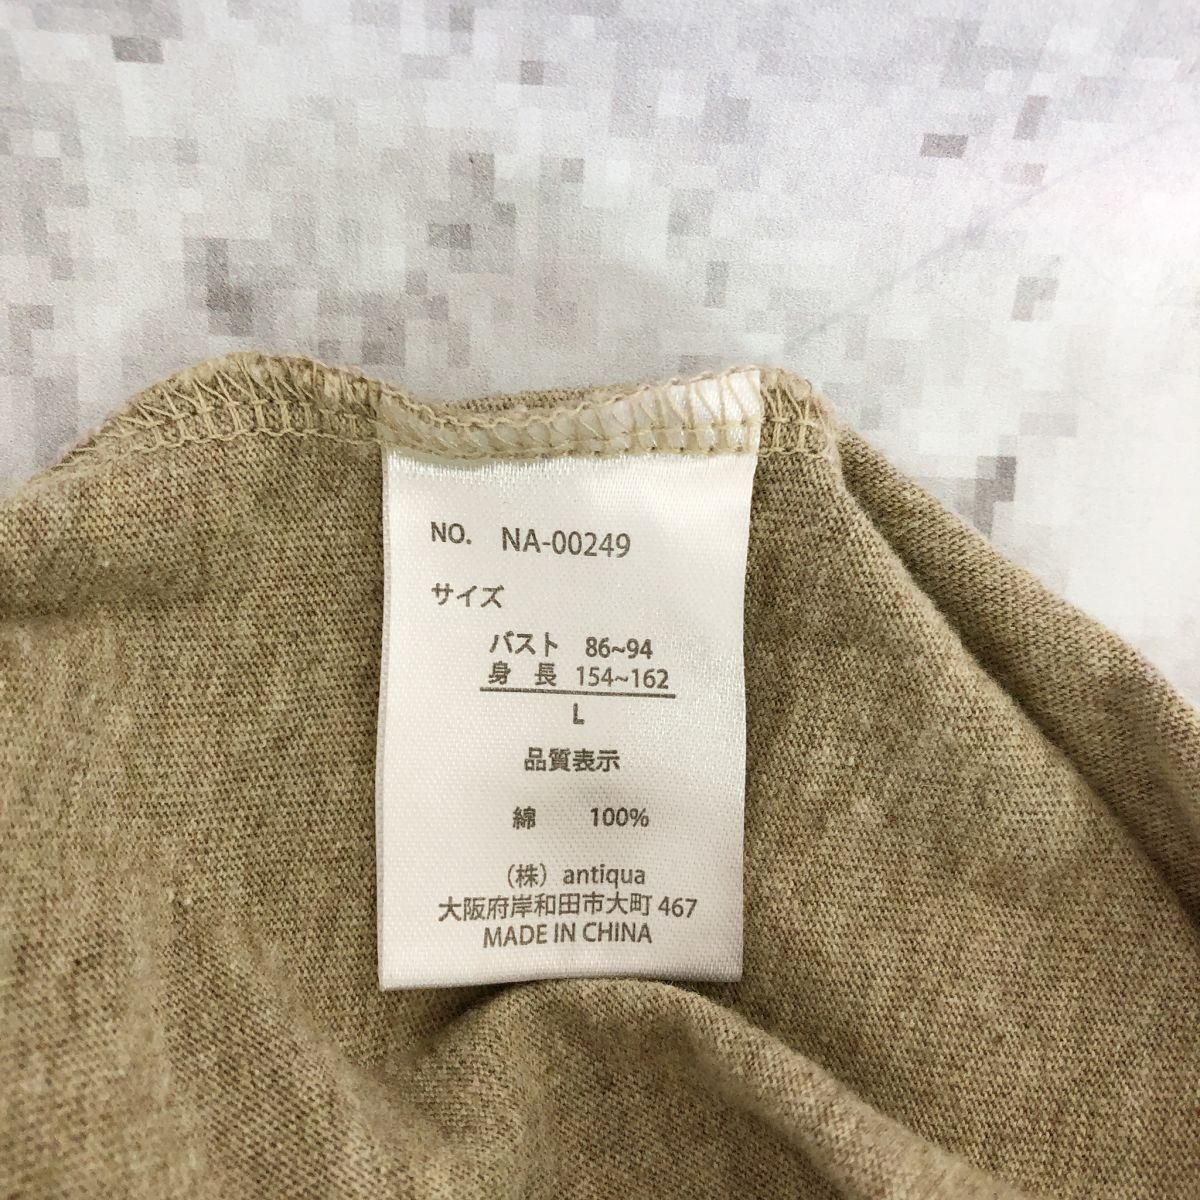 NO. NA-00249
サイズ
バスト 86~94
身 長 154~162
L
品質表示
綿 100%
（株）antiqua
大阪府岸和田市大町 467
MADE IN CHINA